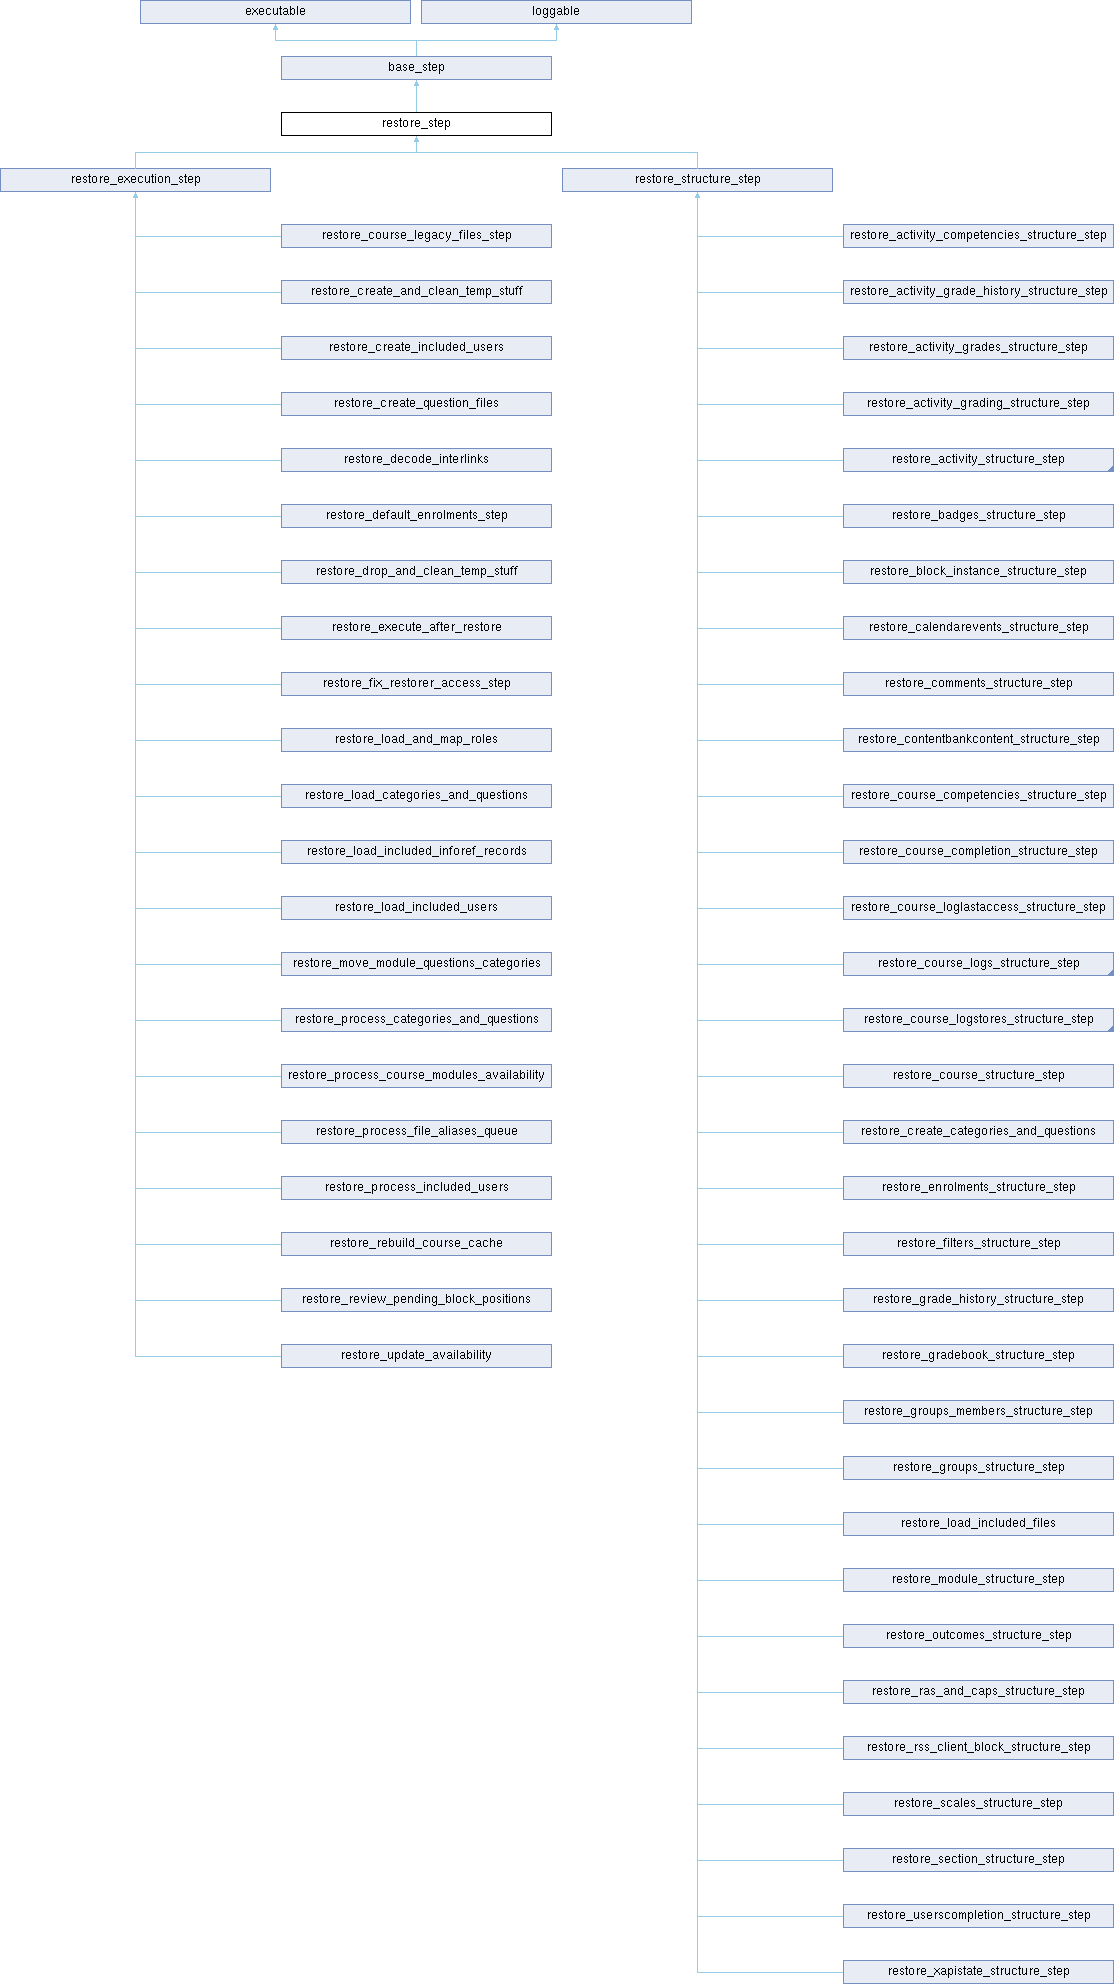 executable
loggable
base_step
restore_step
restore_execution_step
restore_structure_step
restore_course_legacy_files_step
restore_activity_competencies_structure_step
restore_create_and_clean_temp_stuff
restore_activity_grade_history_structure_step
restore_create_included_users
restore_activity_grades_structure_step
restore_create_question_files
restore_activity_grading_structure_step
restore_decode_interlinks
restore_activity_structure_step
restore_default_enrolments_step
restore_badges_structure_step
restore_drop_and_clean_temp_stuff
restore_block_instance_structure_step
restore_execute_after_restore
restore_calendarevents_structure_step
restore_fix_restorer_access_step
restore_comments_structure_step
restore_load_and_map_roles
restore_contentbankcontent_structure_step
restore_load_categories_and_questions
restore_course_competencies_structure_step
restore_load_included_inforef_records
restore_course_completion_structure_step
restore_load_included_users
restore_course_loglastaccess_structure_step
restore_move_module_questions_categories
restore_course_logs_structure_step
restore_process_categories_and_questions
restore_course_logstores_structure_step
restore_process_course_modules_availability
restore_course_structure_step
restore_process_file_aliases_queue
restore_create_categories_and_questions
restore_process_included_users
restore_enrolments_structure_step
restore_rebuild_course_cache
restore_filters_structure_step
restore_review_pending_block_positions
restore_grade_history_structure_step
restore_update_availability
restore_gradebook_structure_step
restore_groups_members_structure_step
restore_groups_structure_step
restore_load_included_files
restore_module_structure_step
restore_outcomes_structure_step
restore_ras_and_caps_structure_step
restore_rss_client_block_structure_step
restore_scales_structure_step
restore_section_structure_step
restore_userscompletion_structure_step
restore_xapistate_structure_step